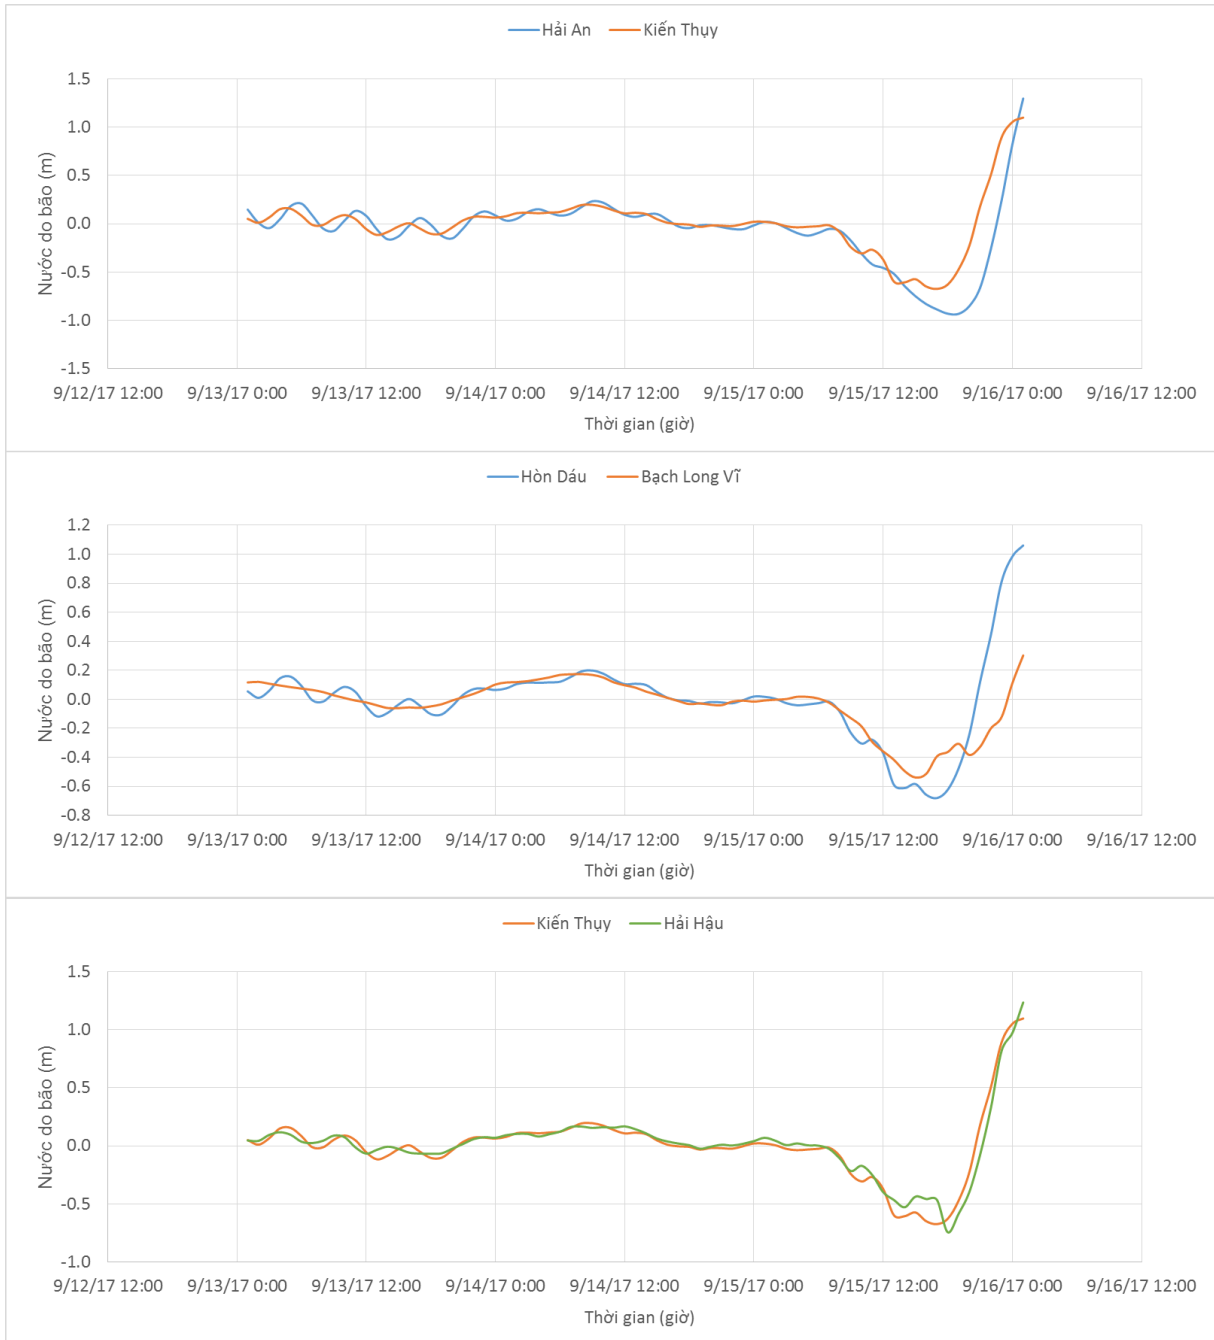 Hải An Kiến Thụy
1.5
1.0
0.5
0.0
-0.5
-1.0
-1.5
Nước do bão (m)
9/12/17 12:00 9/13/17 0:00 9/13/17 12:00 9/14/17 0:00 9/14/17 12:00 9/15/17 0:00 9/15/17 12:00 9/16/17 0:00 9/16/17 12:00
Thời gian (giờ)
Hòn Dáu Bạch Long Vĩ
1.2
1.0
0.8
0.6
0.4
0.2
0.0
-0.2
-0.4
-0.6
-0.8
Nước do bão (m)
9/12/17 12:00 9/13/17 0:00 9/13/17 12:00 9/14/17 0:00 9/14/17 12:00 9/15/17 0:00 9/15/17 12:00 9/16/17 0:00 9/16/17 12:00
Thời gian (giờ)
Kiến Thụy Hải Hậu
1.5
1.0
0.5
0.0
-0.5
-1.0
Nước do bão (m)
9/12/17 12:00 9/13/17 0:00 9/13/17 12:00 9/14/17 0:00 9/14/17 12:00 9/15/17 0:00 9/15/17 12:00 9/16/17 0:00 9/16/17 12:00
Thời gian (giờ)